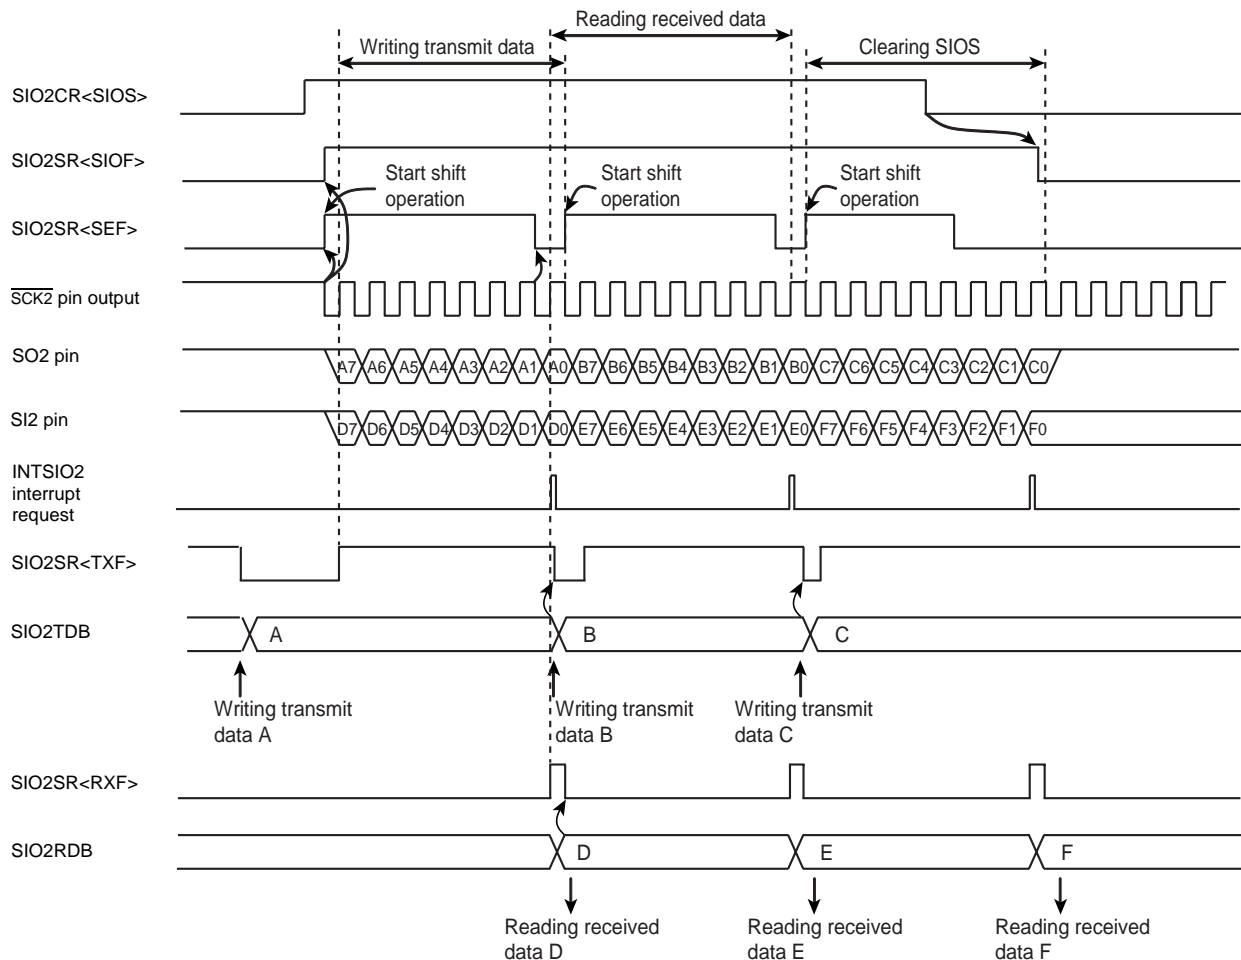 Reading received data
Writing transmit data
Clearing SIOS
SIO2CR<SIOS>
SIO2SR<SIOF>
Start shift
operation
Start shift
operation
Start shift
operation
SIO2SR<SEF>
SCK2 pin output
SO2 pin
A7 A6 A5 A4 A3 A2 A1 A0 B7 B6 B5 B4 B3 B2 B1 B0 C7 C6 C5 C4 C3 C2 C1 C0
SI2 pin
D7 D6 D5 D4 D3 D2 D1 D0 E7 E6 E5 E4 E3 E2 E1 E0 F7 F6 F5 F4 F3 F2 F1 F0
INTSIO2
interrupt
request
SIO2SR<TXF>
SIO2TDB
A B C
Writing transmit
data A
Writing transmit
data B
Writing transmit
data C
SIO2SR<RXF>
SIO2RDB
D E F
Reading received
data D
Reading received
data E
Reading received
data F